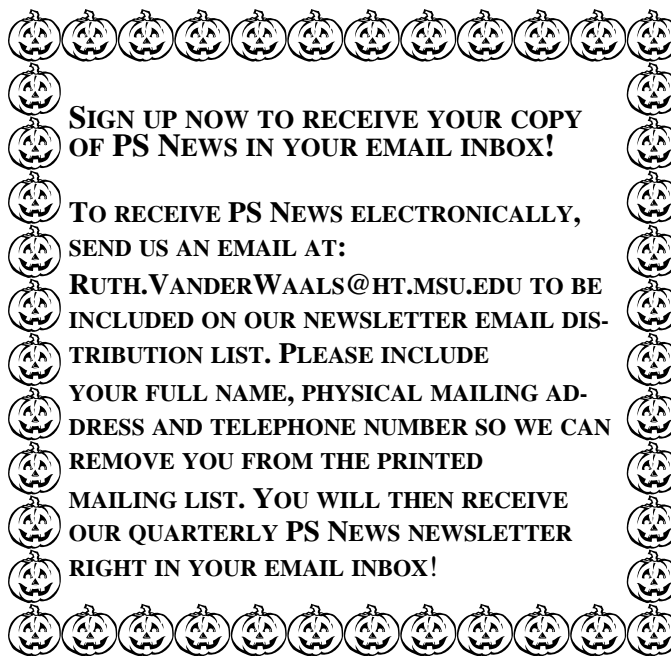 SIGN UP NOW TO RECEIVE YOUR COPY
OF PS NEWS IN YOUR EMAIL INBOX!
TO RECEIVE PS NEWS ELECTRONICALLY,
SEND US AN EMAIL AT:
RUTH.VANDERWAALS@HT.MSU.EDU TO BE
INCLUDED ON OUR NEWSLETTER EMAIL DIS-
TRIBUTION LIST. PLEASE INCLUDE
YOUR FULL NAME, PHYSICAL MAILING AD-
DRESS AND TELEPHONE NUMBER SO WE CAN
REMOVE YOU FROM THE PRINTED
MAILING LIST. YOU WILL THEN RECEIVE
OUR QUARTERLY PS NEWS NEWSLETTER
RIGHT IN YOUR EMAIL INBOX!